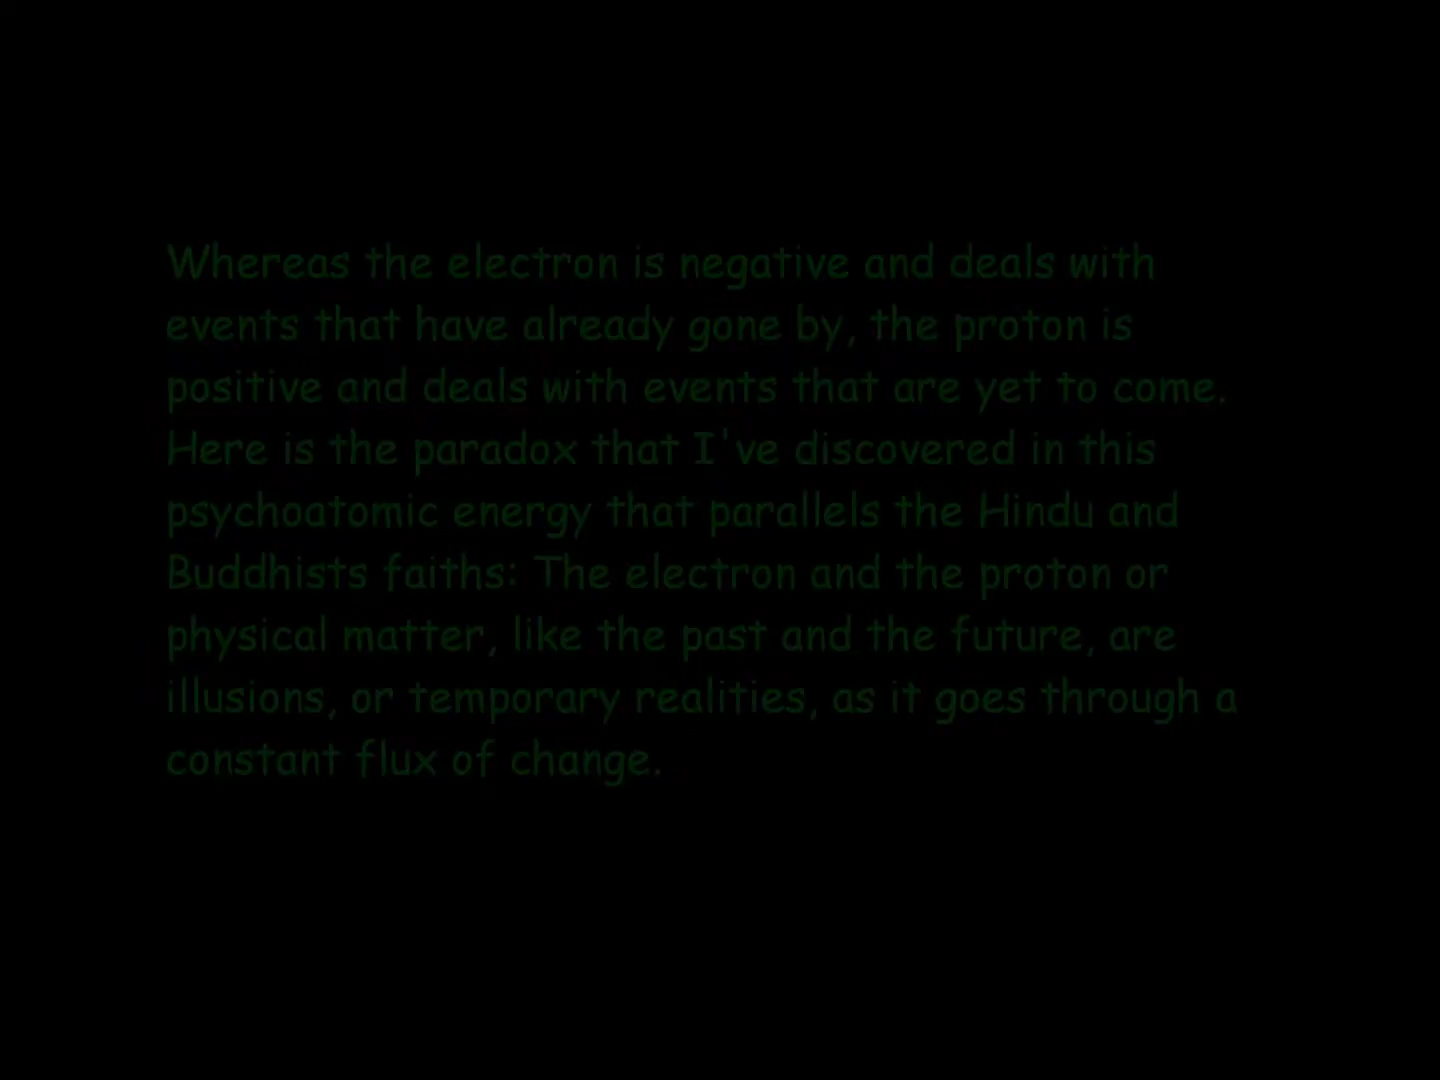 Whereas the electron is negative and deals with
events that have already gone by, the proton is
positive and deals with events that are yet to come.
Here is the paradox that I've discovered in this
psychoatomic energy that parallels the Hindu and
Buddhists faiths: The electron and the proton or
physical matter, like the past and the future, are
illusions, or temporary realities, as it goes through a
constant flux of change.